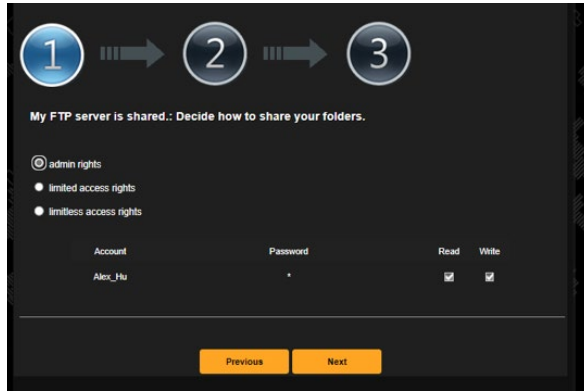 1 2 3
My FTP server is shared.: Decide how to share your folders.
admin rights
limited access rights
limitless access rights
Account Password Read Write
Alex_Hu *
Previous Next